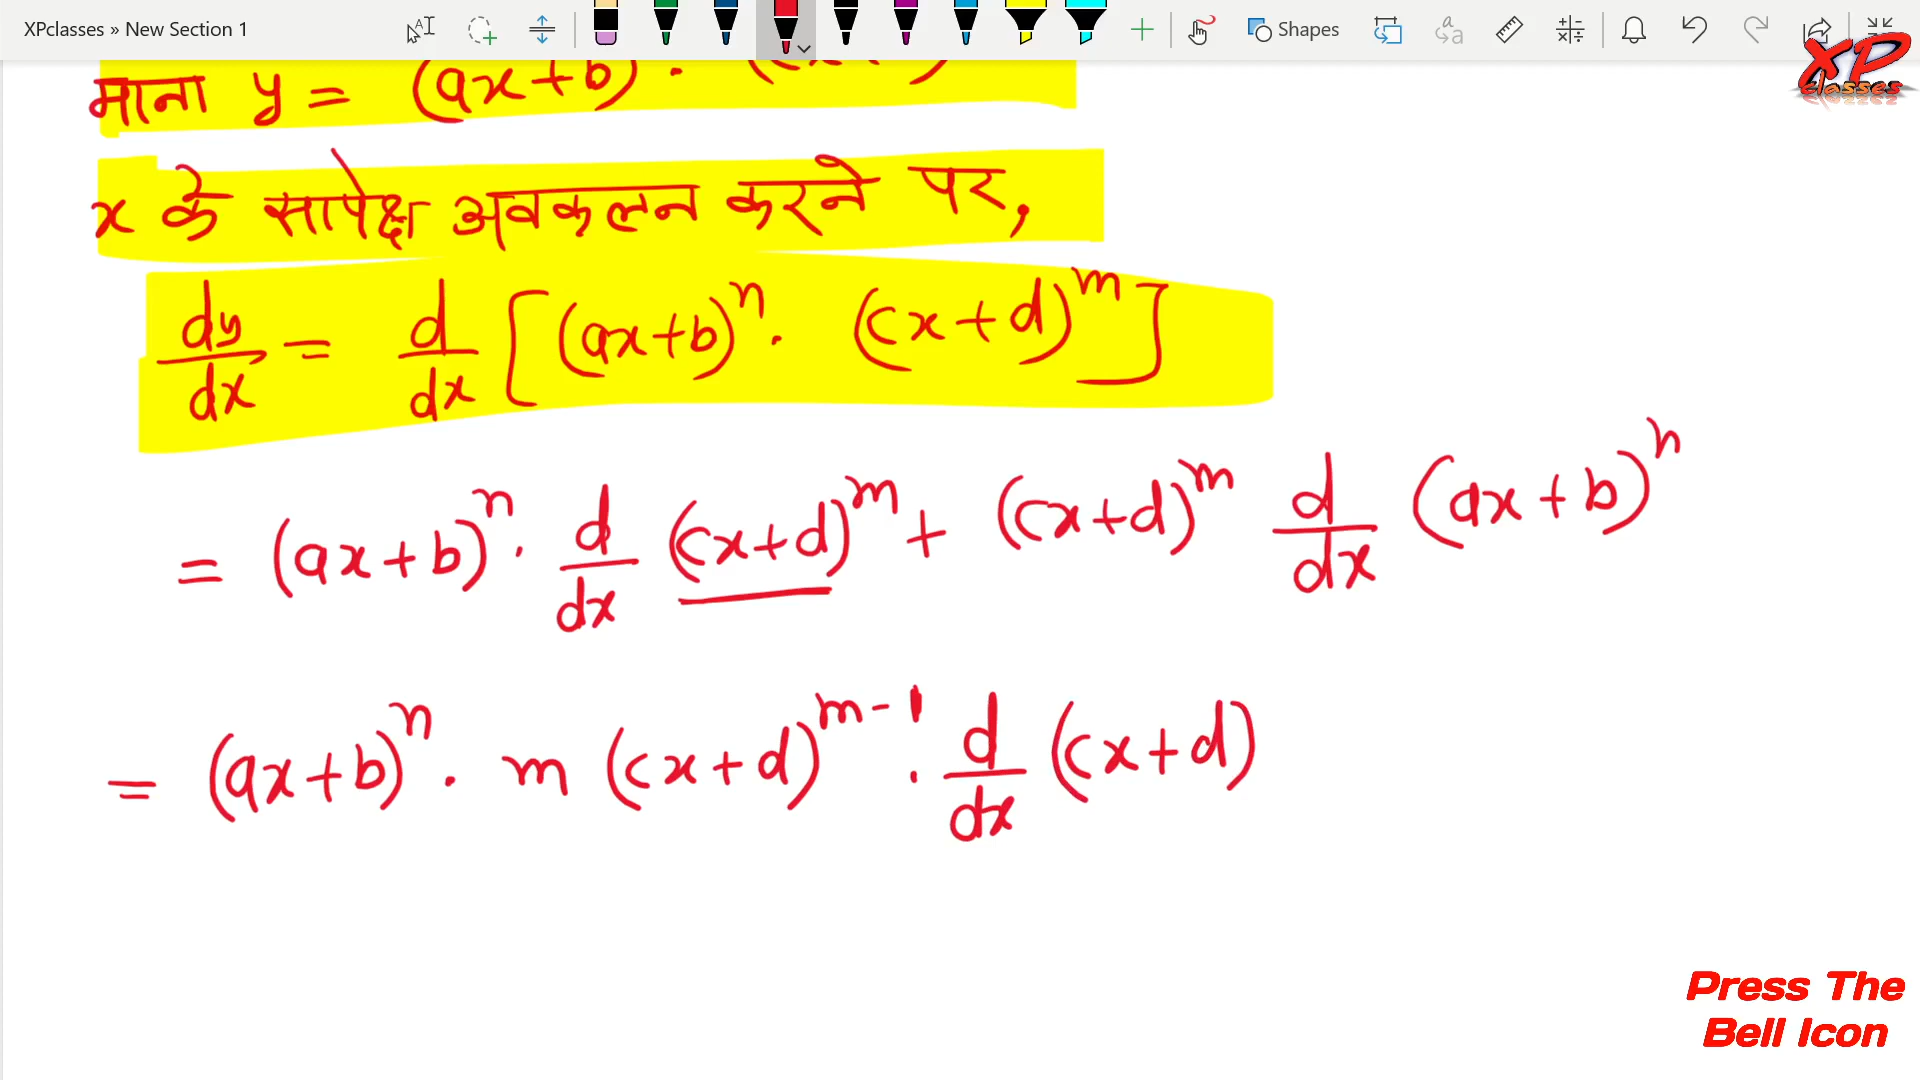 XPclasses » New Section 1
Shapes
XP
classes
माना y = (ax+b) ·
x के सापेक्ष अवकलन करने पर,
dy/dx = d/dx [(ax+b)^n · (cx+d)^m]
= (ax+b)^n · d/dx (cx+d)^m + (cx+d)^m d/dx (ax+b)^n
= (ax+b)^n · m (cx+d)^m-1 · d/dx (cx+d)
Press The
Bell Icon